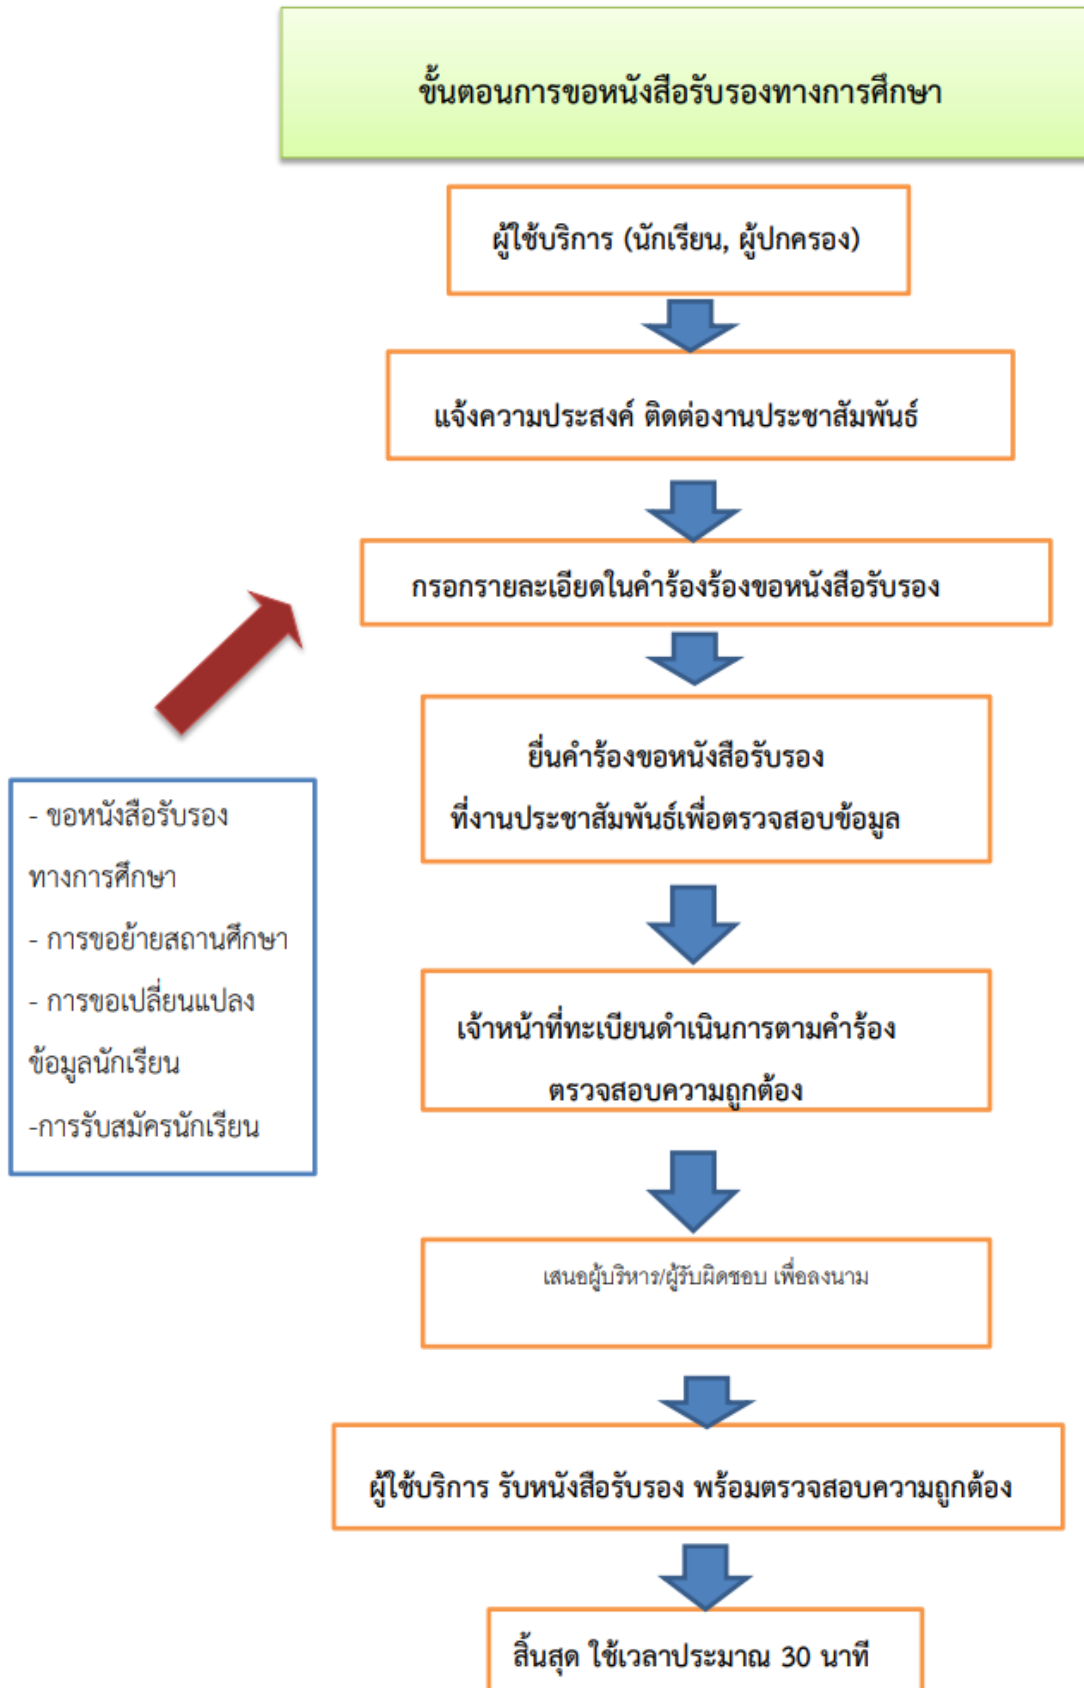 ขั้นตอนการขอหนังสือรับรองทางการศึกษา
ผู้ใช้บริการ (นักเรียน, ผู้ปกครอง)
แจ้งความประสงค์ ติดต่องานประชาสัมพันธ์
กรอกรายละเอียดในคำร้องร้องขอหนังสือรับรอง
ยื่นคำร้องขอหนังสือรับรอง
ที่งานประชาสัมพันธ์เพื่อตรวจสอบข้อมูล
- ขอหนังสือรับรอง
ทางการศึกษา
- การขอย้ายสถานศึกษา
- การขอเปลี่ยนแปลง
ข้อมูลนักเรียน
-การรับสมัครนักเรียน
เจ้าหน้าที่ทะเบียนดำเนินการตามคำร้อง
ตรวจสอบความถูกต้อง
เสนอผู้บริหาร/ผู้รับผิดชอบ เพื่อลงนาม
ผู้ใช้บริการ รับหนังสือรับรอง พร้อมตรวจสอบความถูกต้อง
สิ้นสุด ใช้เวลาประมาณ 30 นาที